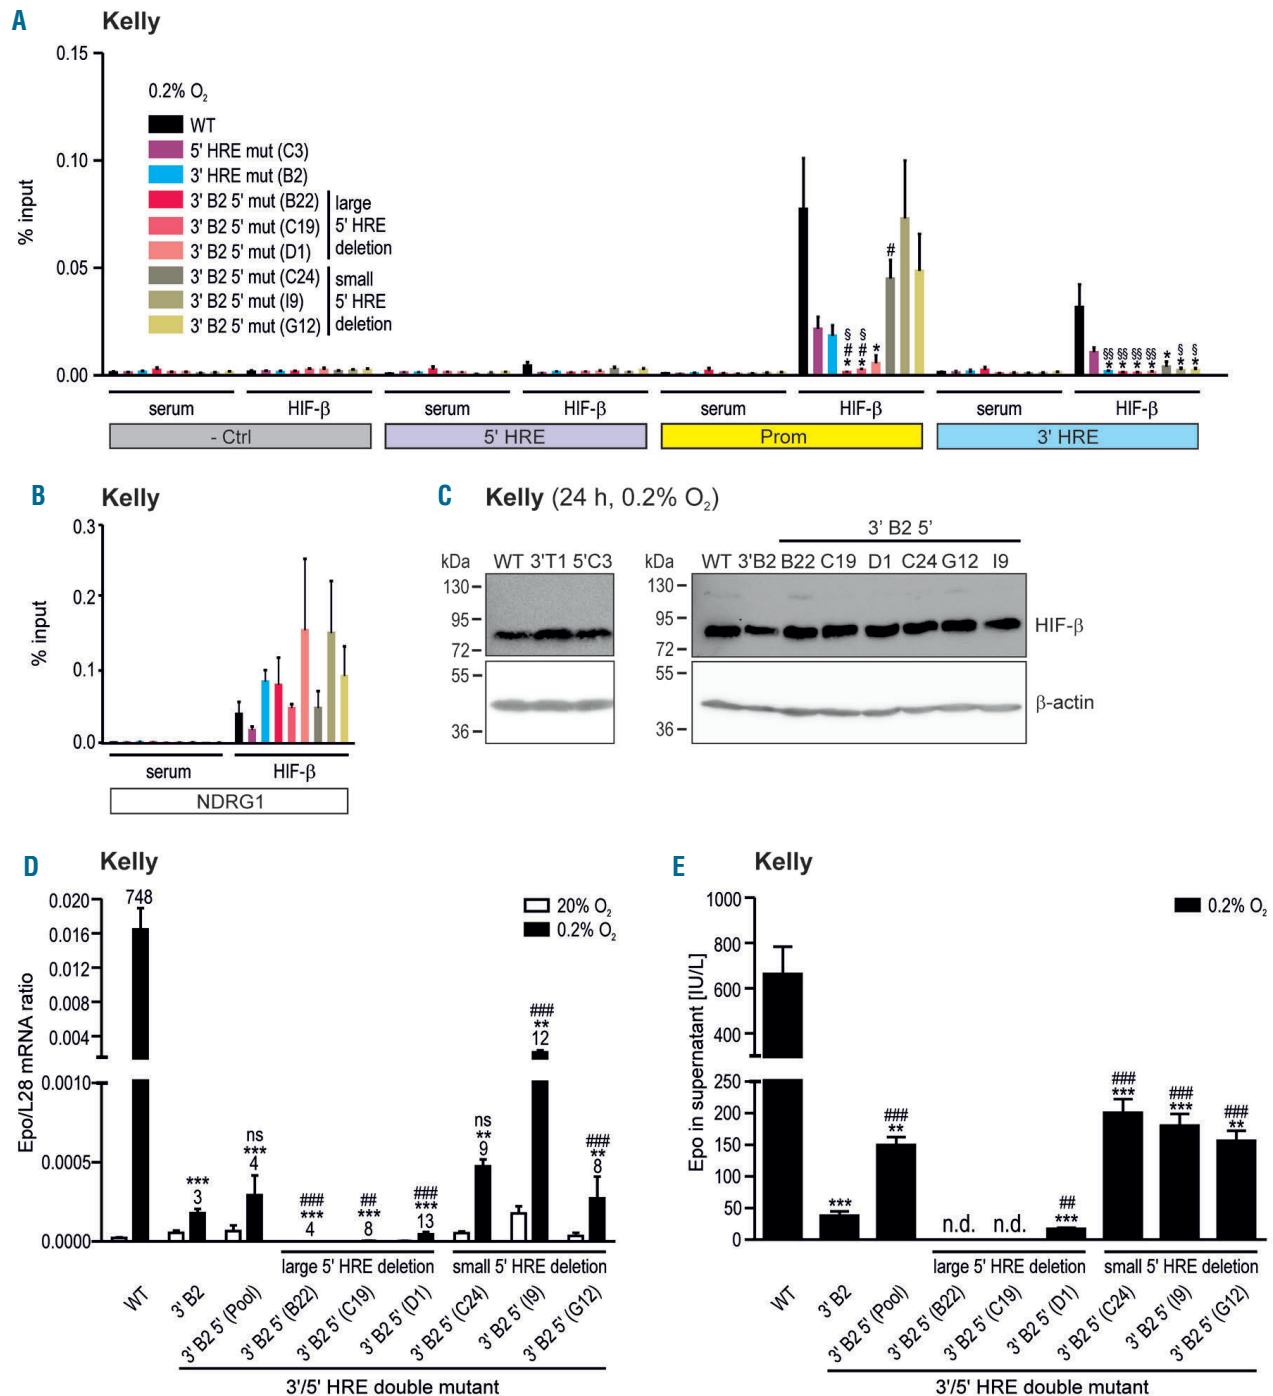 A
Kelly
0.15
0.10
0.05
0.00
% input
0.2% O2
WT
5' HRE mut (C3)
3' HRE mut (B2)
3' B2 5' mut (B22)
3' B2 5' mut (C19)
3' B2 5' mut (D1)
large
5' HRE
deletion
3' B2 5' mut (C24)
3' B2 5' mut (I9)
3' B2 5' mut (G12)
small
5' HRE
deletion
§ # *
§ # *
*
#
§§ *
§§ *
§§ *
§§ *
*
§ *
§ *
serum HIF-β serum HIF-β serum HIF-β serum HIF-β
- Ctrl 5' HRE Prom 3' HRE
B
Kelly
0.3
0.2
0.1
0.0
% input
serum HIF-β
NDRG1
C
Kelly (24 h, 0.2% O2)
3' B2 5'
kDa WT 3'T1 5'C3
130
95
72
55
36
kDa WT 3'B2 B22 C19 D1 C24 G12 I9
130
95
72
55
36
HIF-β
β-actin
D
Kelly
0.020
0.016
0.012
0.008
0.004
0.0010
0.0005
0.0000
Epo/L28 mRNA ratio
20% O2
0.2% O2
748
*** 3
ns *** 4
### *** 4
## *** 8
### *** 13
ns ** 9
### ** 12
### ** 8
large 5' HRE deletion small 5' HRE deletion
WT
3' B2
3' B2 5' (Pool)
3' B2 5' (B22)
3' B2 5' (C19)
3' B2 5' (D1)
3' B2 5' (C24)
3' B2 5' (I9)
3' B2 5' (G12)
3'/5' HRE double mutant
E
Kelly
1000
800
600
400
250
200
150
100
50
0
Epo in supernatant [IU/L]
0.2% O2
***
### **
n.d.
n.d.
## ***
### ***
### ***
### **
large 5' HRE deletion small 5' HRE deletion
WT
3' B2
3' B2 5' (Pool)
3' B2 5' (B22)
3' B2 5' (C19)
3' B2 5' (D1)
3' B2 5' (C24)
3' B2 5' (I9)
3' B2 5' (G12)
3'/5' HRE double mutant